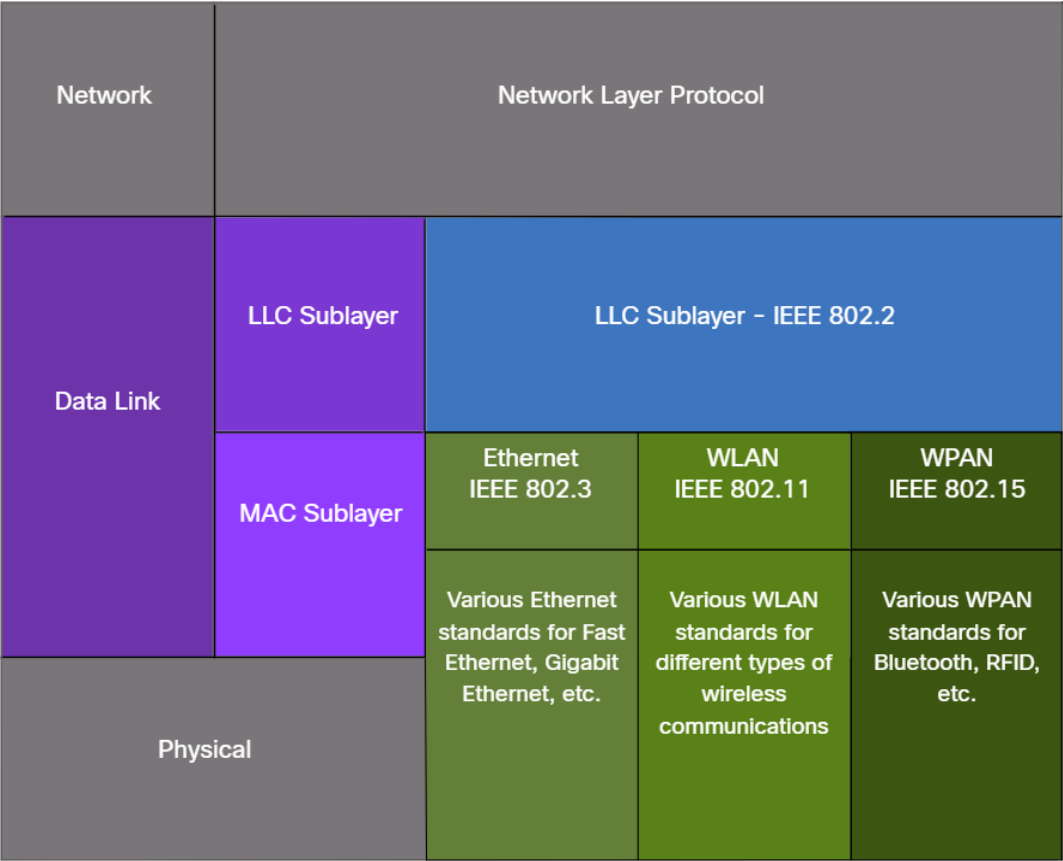 Network
Network Layer Protocol
Data Link
LLC Sublayer
LLC Sublayer - IEEE 802.2
MAC Sublayer
Ethernet
IEEE 802.3
WLAN
IEEE 802.11
WPAN
IEEE 802.15
Various Ethernet
standards for Fast
Ethernet, Gigabit
Ethernet, etc.
Various WLAN
standards for
different types of
wireless
communications
Various WPAN
standards for
Bluetooth, RFID,
etc.
Physical